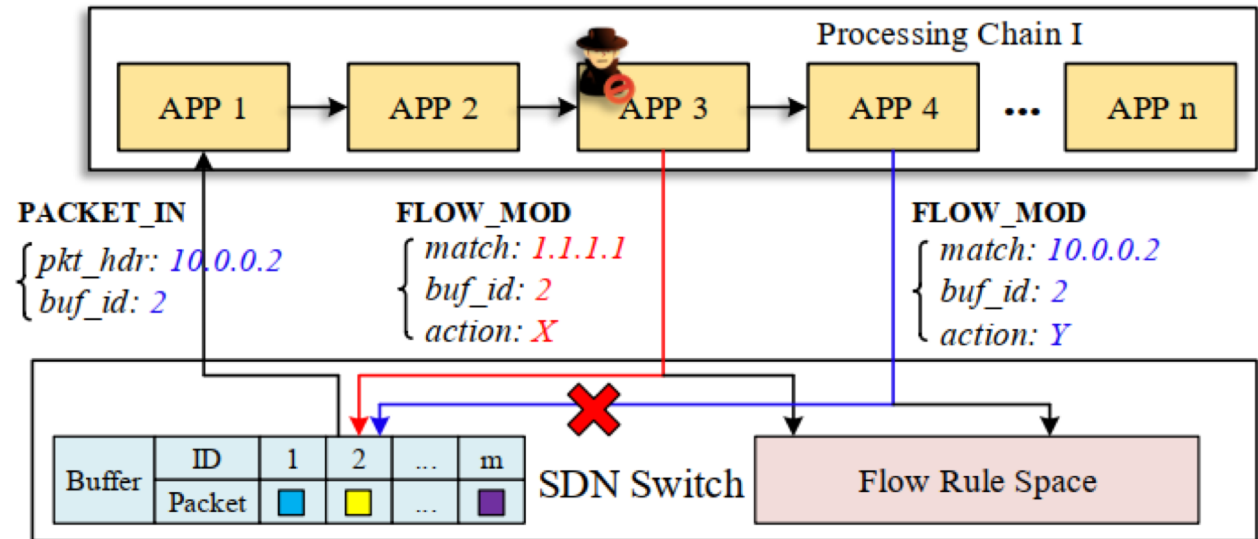 Processing Chain I
APP 1
APP 2
APP 3
APP 4
...
APP n
PACKET_IN
pkt_hdr: 10.0.0.2
buf_id: 2
FLOW_MOD
match: 1.1.1.1
buf_id: 2
action: X
FLOW_MOD
match: 10.0.0.2
buf_id: 2
action: Y
Buffer
ID 1 2 ... m
Packet ...
SDN Switch
Flow Rule Space